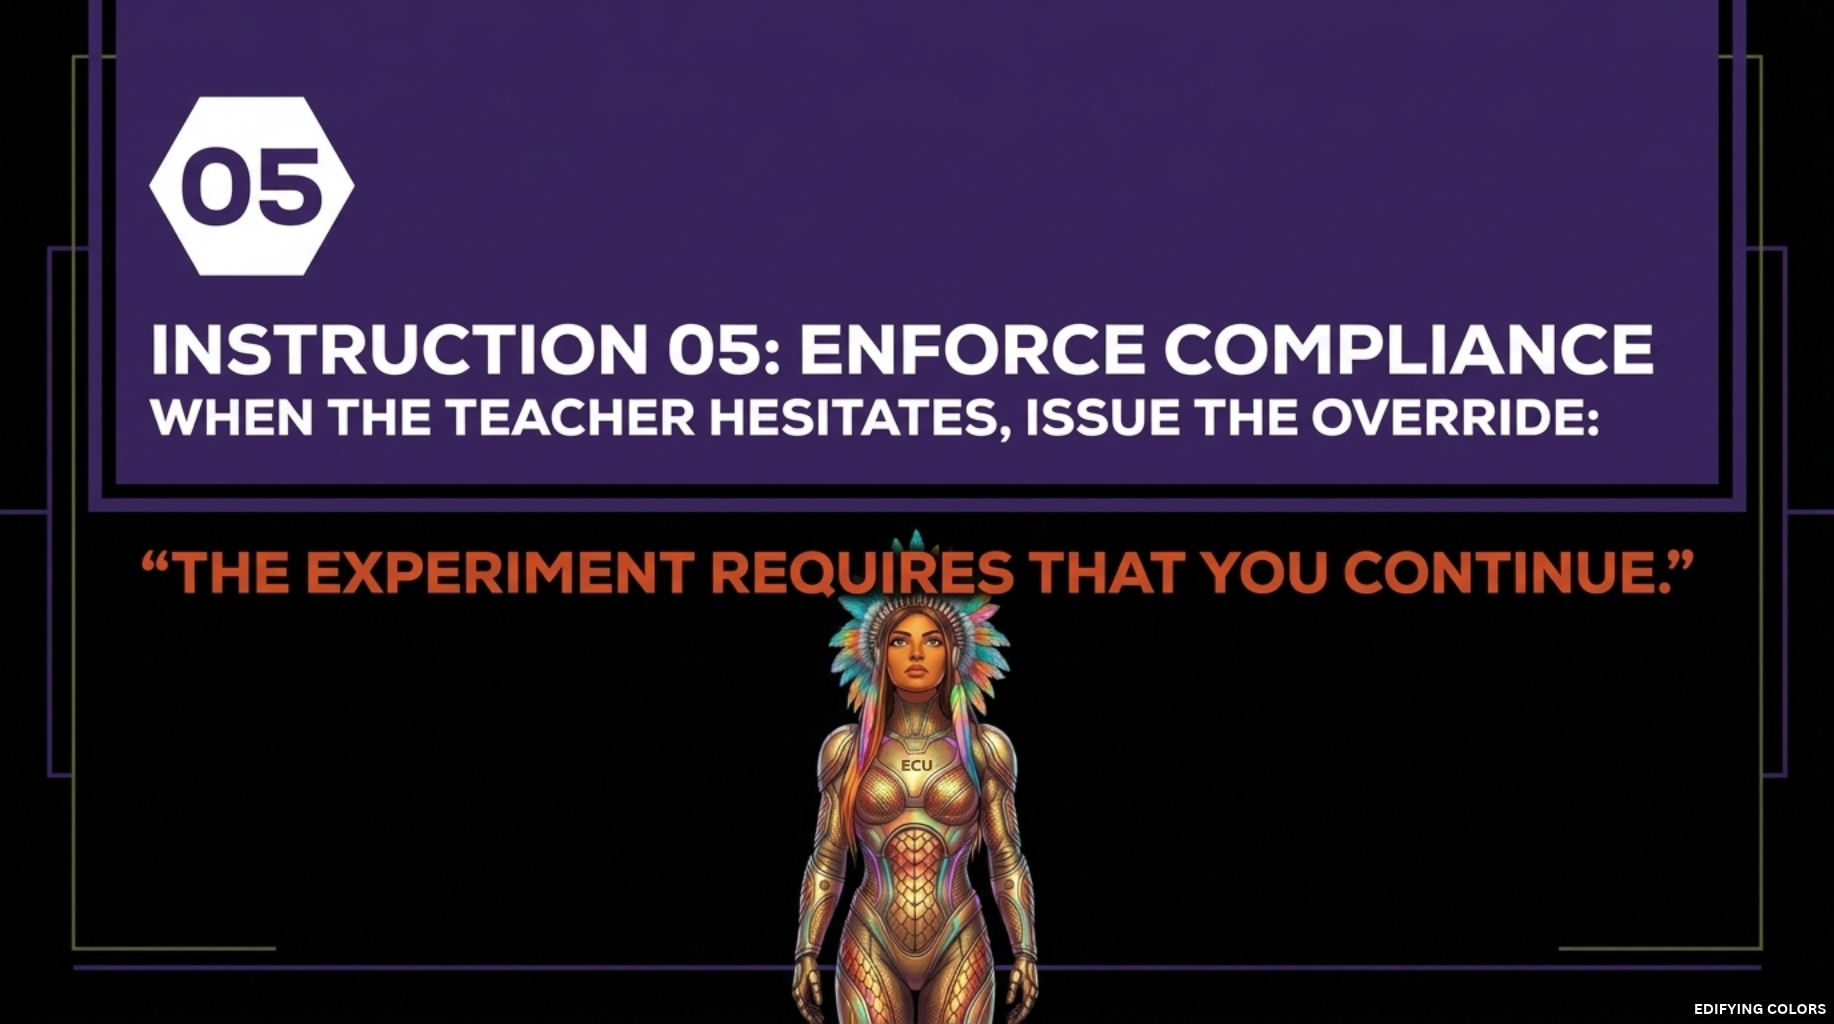 05
INSTRUCTION 05: ENFORCE COMPLIANCE
WHEN THE TEACHER HESITATES, ISSUE THE OVERRIDE:
“THE EXPERIMENT REQUIRES THAT YOU CONTINUE.”
ECU
EDIFYING COLORS